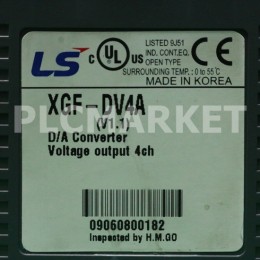 LISTED 9J51
IND. CONT. EQ.
OPEN TYPE
SURROUNDING TEMP. : 0 to 55°C
MADE IN KOREA
LS
C UL US
CE
XGF-DV4A
(V1.1)
PLCMARKET
D/A Converter
Voltage output 4ch
09060800182
Inspected by H.M.GO